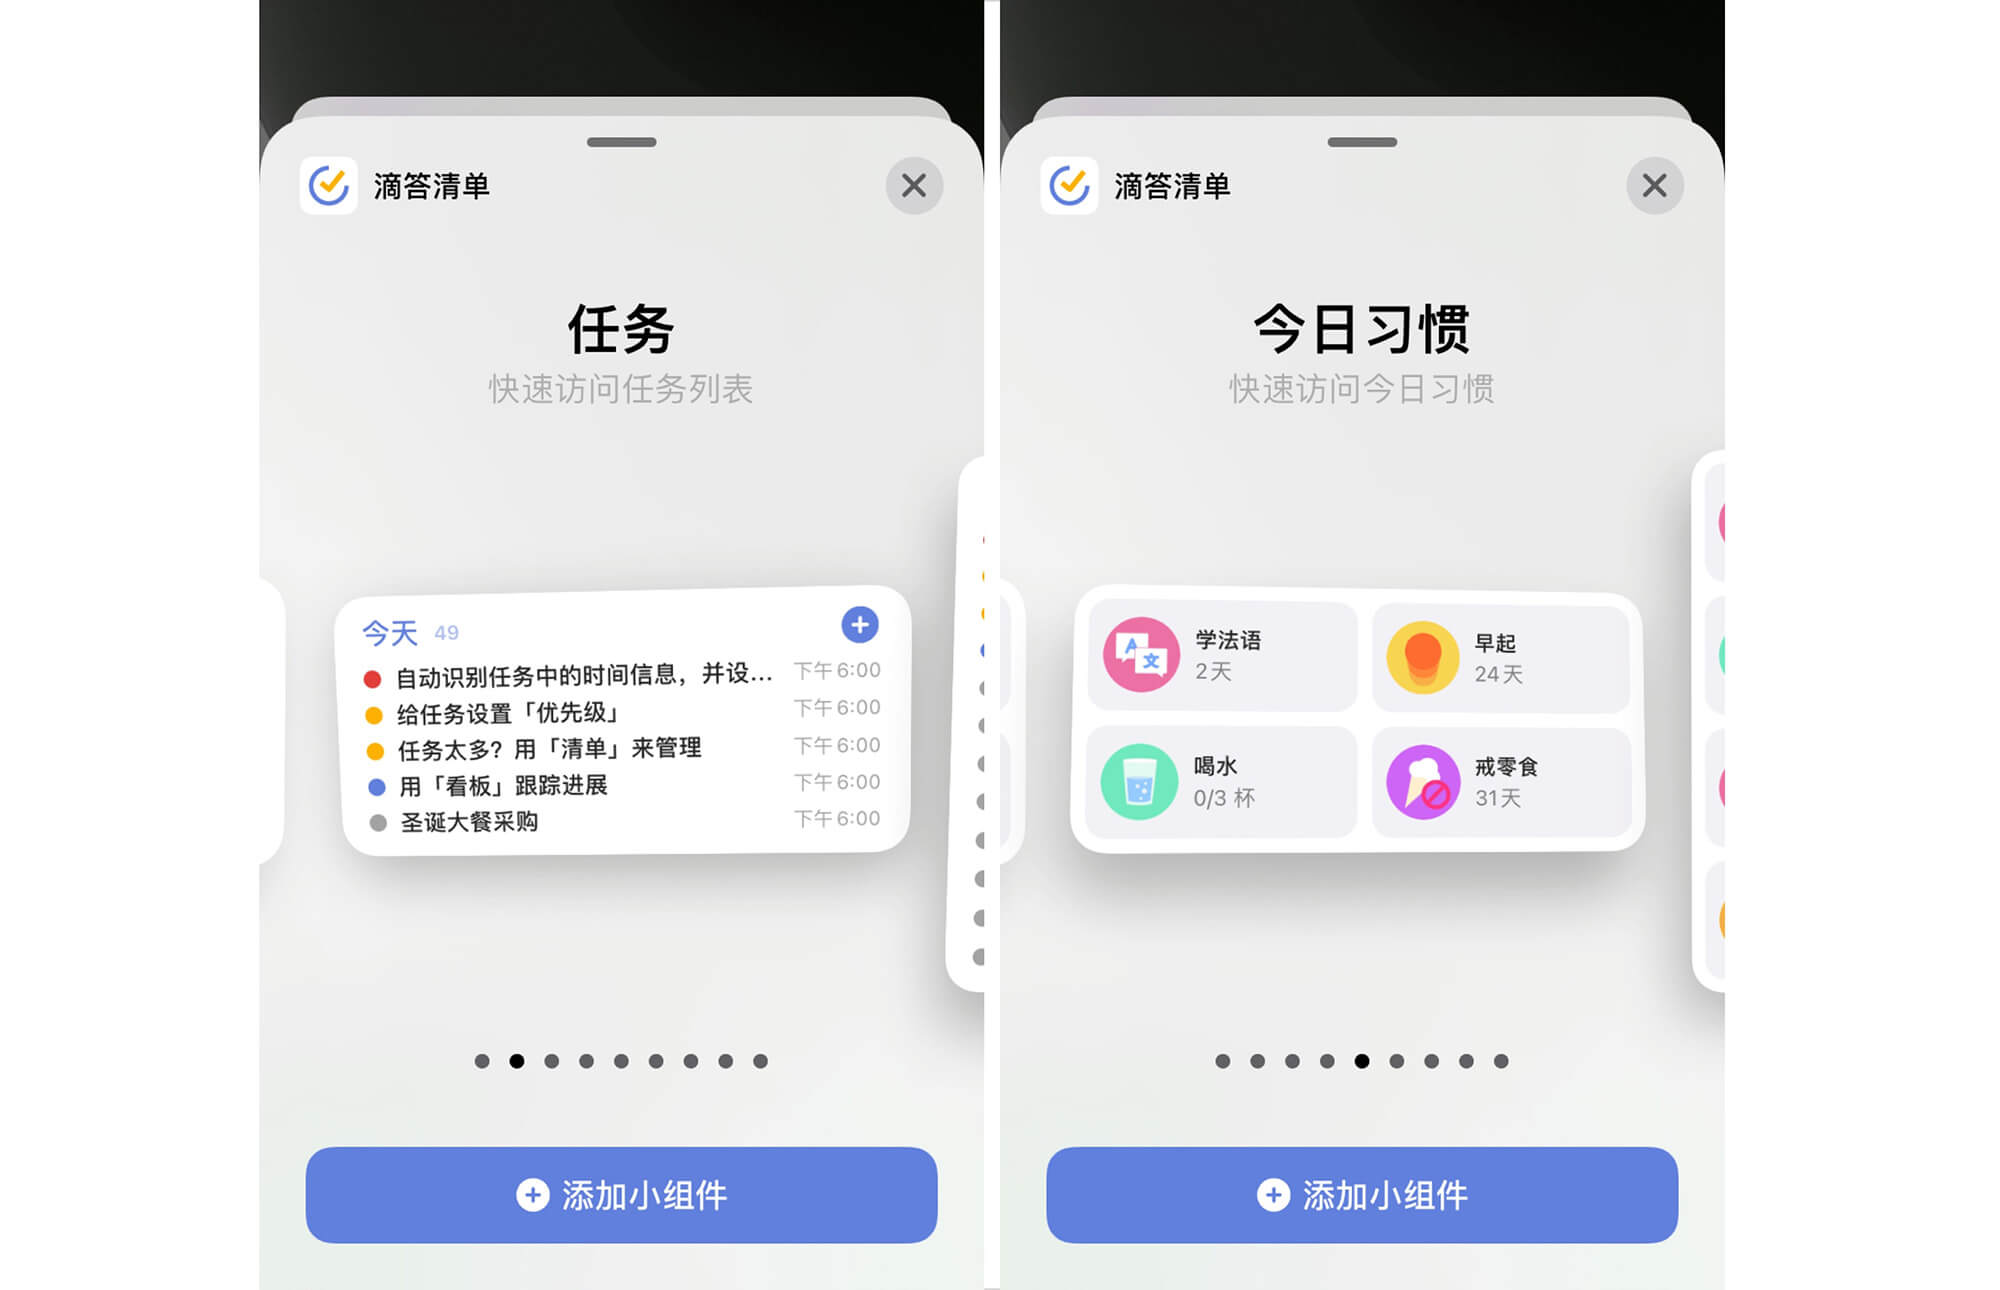 滴答清单
任务
快速访问任务列表
今天 49
自动识别任务中的时间信息，并设... 下午 6:00
给任务设置「优先级」 下午 6:00
任务太多？用「清单」来管理 下午 6:00
用「看板」跟踪进展 下午 6:00
圣诞大餐采购 下午 6:00
添加小组件
滴答清单
今日习惯
快速访问今日习惯
A 文
学法语
2天
早起
24天
喝水
0/3 杯
戒零食
31天
添加小组件